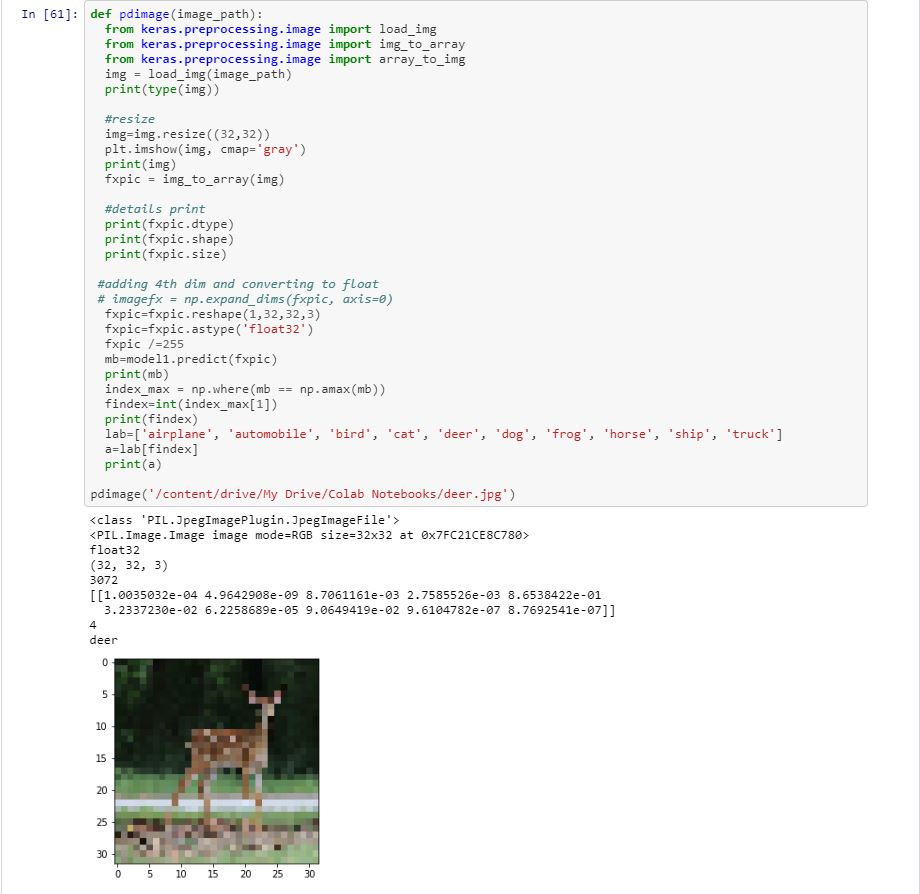 In [61]:
def pdimage(image_path):
  from keras.preprocessing.image import load_img
  from keras.preprocessing.image import img_to_array
  from keras.preprocessing.image import array_to_img
  img = load_img(image_path)
  print(type(img))

  #resize
  img=img.resize((32,32))
  plt.imshow(img, cmap='gray')
  print(img)
  fxpic = img_to_array(img)

  #details print
  print(fxpic.dtype)
  print(fxpic.shape)
  print(fxpic.size)

 #adding 4th dim and converting to float
 # imagefx = np.expand_dims(fxpic, axis=0)
  fxpic=fxpic.reshape(1,32,32,3)
  fxpic=fxpic.astype('float32')
  fxpic /=255
  mb=model1.predict(fxpic)
  print(mb)
  index_max = np.where(mb == np.amax(mb))
  findex=int(index_max[1])
  print(findex)
  lab=['airplane', 'automobile', 'bird', 'cat', 'deer', 'dog', 'frog', 'horse', 'ship', 'truck']
  a=lab[findex]
  print(a)

pdimage('/content/drive/My Drive/Colab Notebooks/deer.jpg')
<class 'PIL.JpegImagePlugin.JpegImageFile'>
<PIL.Image.Image image mode=RGB size=32x32 at 0x7FC21CE8C780>
float32
(32, 32, 3)
3072
[[1.0035032e-04 4.9642908e-09 8.7061161e-03 2.7585526e-03 8.6538422e-01
  3.2337230e-02 6.2258689e-05 9.0649419e-02 9.6104782e-07 8.7692541e-07]]
4
deer
0
5
10
15
20
25
30
0 5 10 15 20 25 30